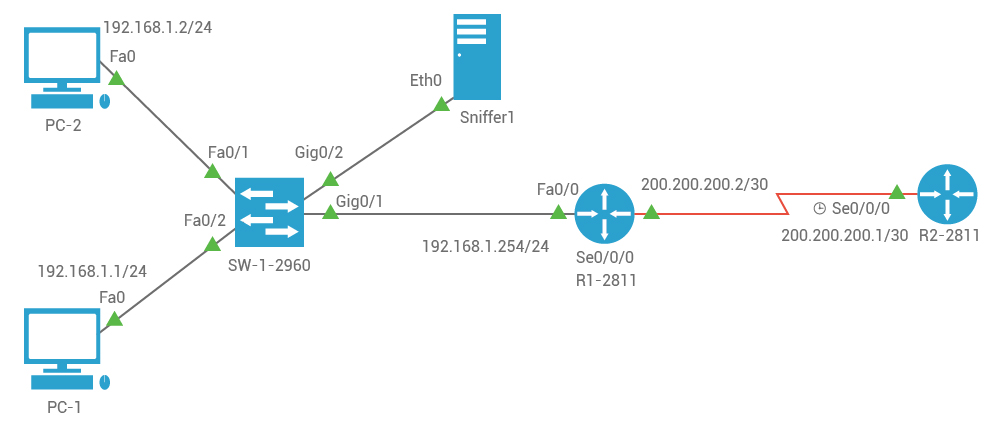 192.168.1.2/24
Fa0
PC-2
Eth0
Sniffer1
Fa0/1
Gig0/2
Fa0/2
Gig0/1
SW-1-2960
192.168.1.1/24
Fa0
PC-1
Fa0/0
192.168.1.254/24
Se0/0/0
R1-2811
200.200.200.2/30
Se0/0/0
200.200.200.1/30
R2-2811